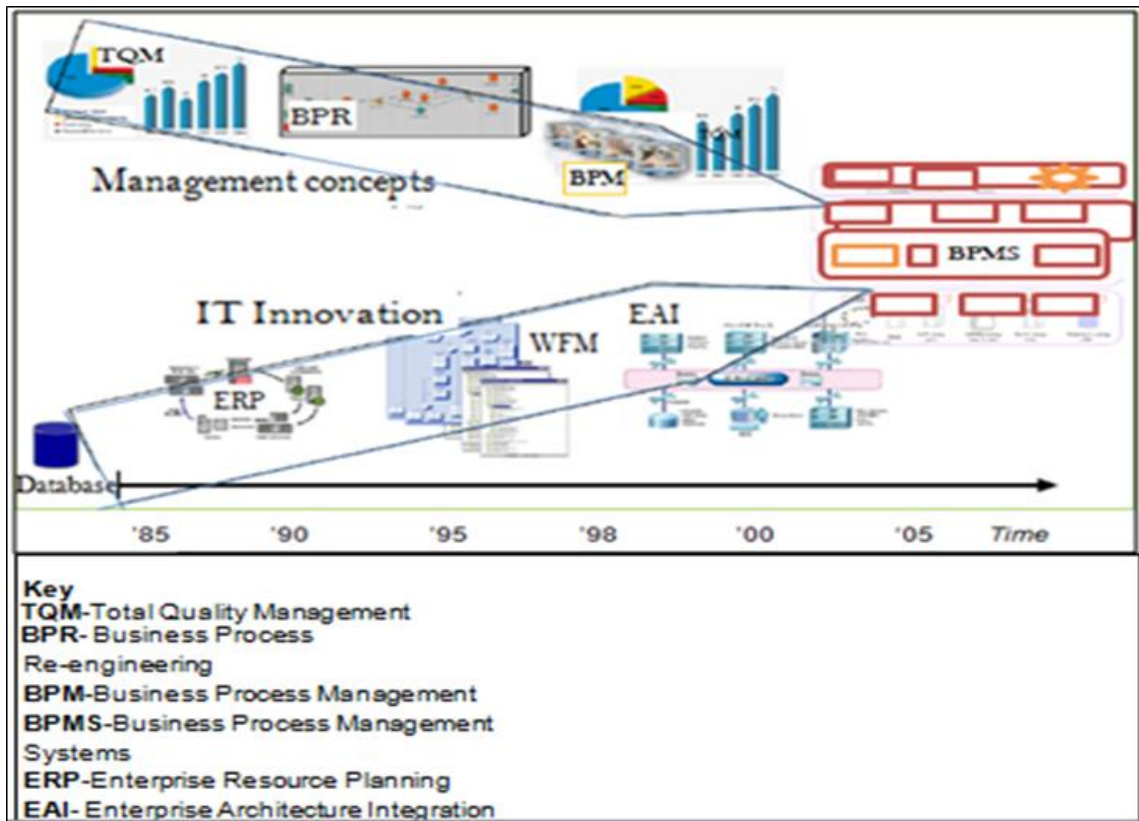 TQM
BPR
BPM
Management concepts
BPMS
IT Innovation
EAI
WFM
ERP
Database
'85 '90 '95 '98 '00 '05 Time
Key
TQM-Total Quality Management
BPR- Business Process
Re-engineering
BPM-Business Process Management
BPMS-Business Process Management
Systems
ERP-Enterprise Resource Planning
EAI- Enterprise Architecture Integration